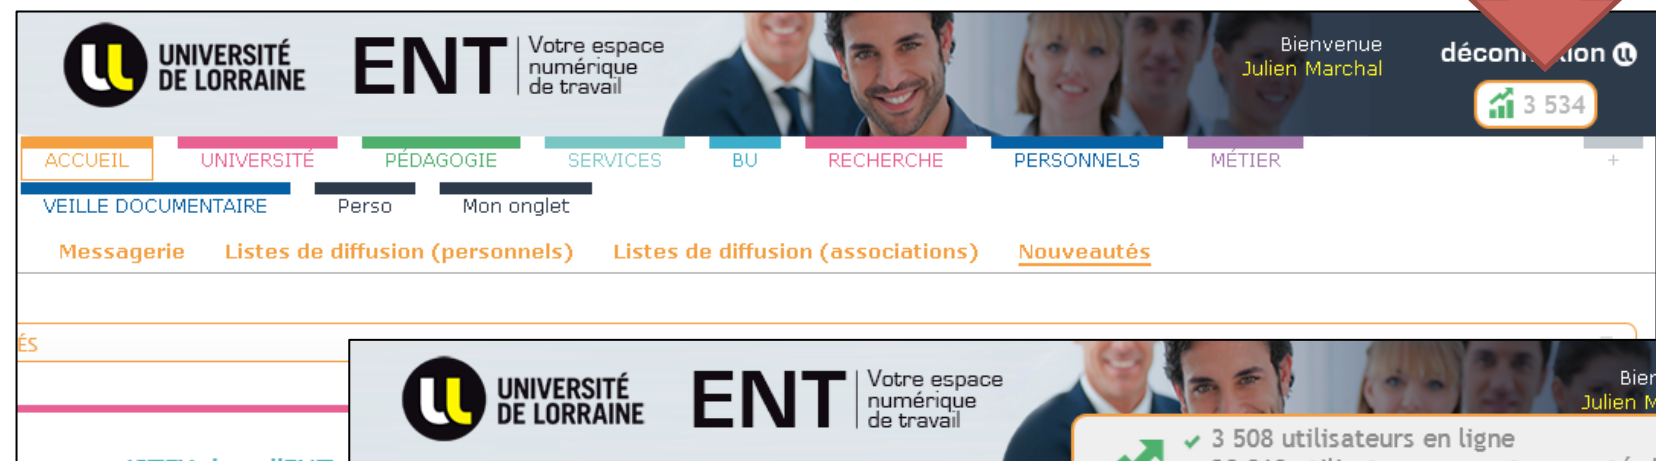 UNIVERSITÉ
DE LORRAINE
ENT
Votre espace
numérique
de travail
Bienvenue
Julien Marchal
3 534
ACCUEIL UNIVERSITÉ PÉDAGOGIE SERVICES BU RECHERCHE PERSONNELS MÉTIER +
VEILLE DOCUMENTAIRE Perso Mon onglet
Messagerie Listes de diffusion (personnels) Listes de diffusion (associations) Nouveautés
ÉS
UNIVERSITÉ
DE LORRAINE
ENT
Votre espace
numérique
de travail
Bien
Julien M
3 508 utilisateurs en ligne